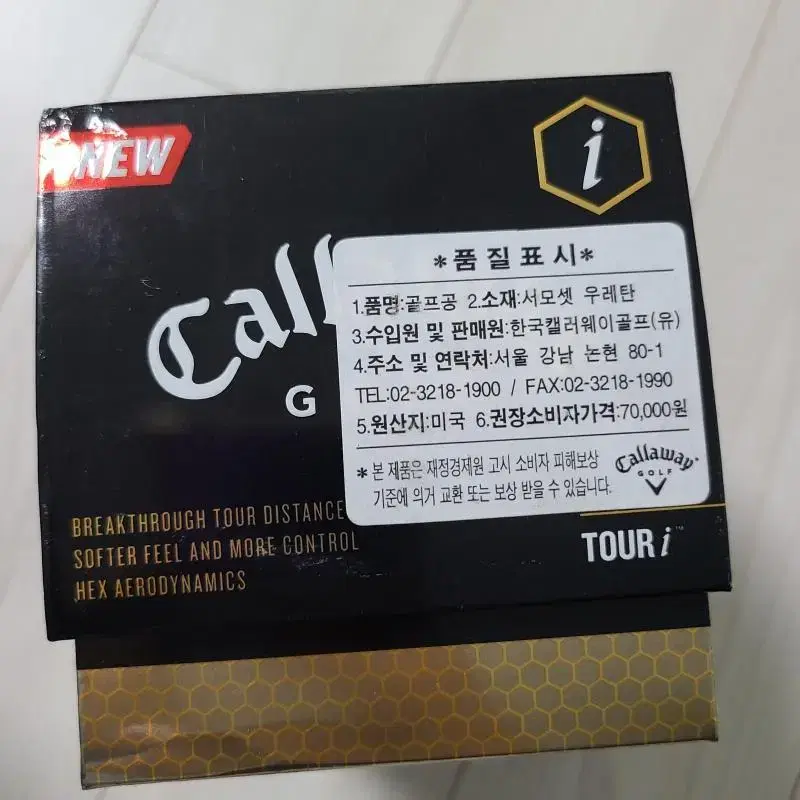 NEW
i
Call
G
*품질표시*
1.품명:골프공 2.소재:서모셋 우레탄
3.수입원 및 판매원:한국캘러웨이골프(유)
4.주소 및 연락처:서울 강남 논현 80-1
TEL:02-3218-1900 / FAX:02-3218-1990
5.원산지:미국 6.권장소비자가격:70,000원
*본 제품은 재정경제원 고시 소비자 피해보상
기준에 의거 교환 또는 보상 받을 수 있습니다.
Callaway
GOLF
BREAKTHROUGH TOUR DISTANCE
SOFTER FEEL AND MORE CONTROL
HEX AERODYNAMICS
TOUR i™